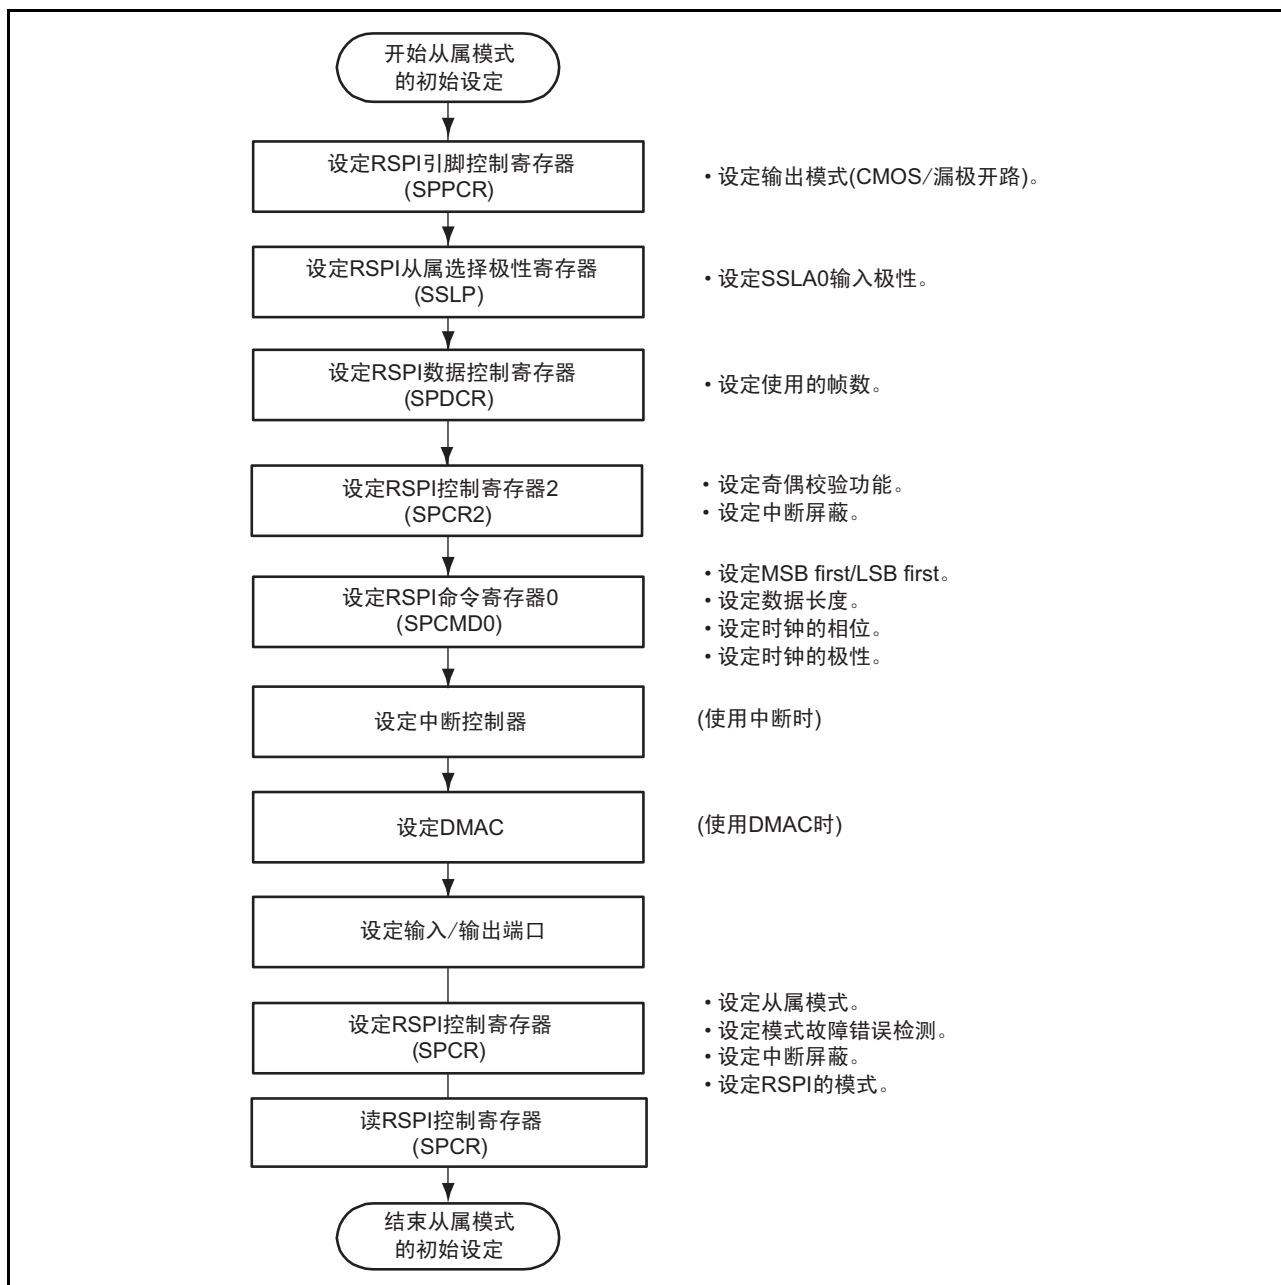 开始从属模式
的初始设定
设定RSPI引脚控制寄存器
(SPPCR)
・设定输出模式(CMOS/漏极开路)。
设定RSPI从属选择极性寄存器
(SSLP)
・设定SSLA0输入极性。
设定RSPI数据控制寄存器
(SPDCR)
・设定使用的帧数。
设定RSPI控制寄存器2
(SPCR2)
・设定奇偶校验功能。
・设定中断屏蔽。
设定RSPI命令寄存器0
(SPCMD0)
・设定MSB first/LSB first。
・设定数据长度。
・设定时钟的相位。
・设定时钟的极性。
设定中断控制器
(使用中断时)
设定DMAC
(使用DMAC时)
设定输入/输出端口
设定RSPI控制寄存器
(SPCR)
・设定从属模式。
・设定模式故障错误检测。
・设定中断屏蔽。
・设定RSPI的模式。
读RSPI控制寄存器
(SPCR)
结束从属模式
的初始设定